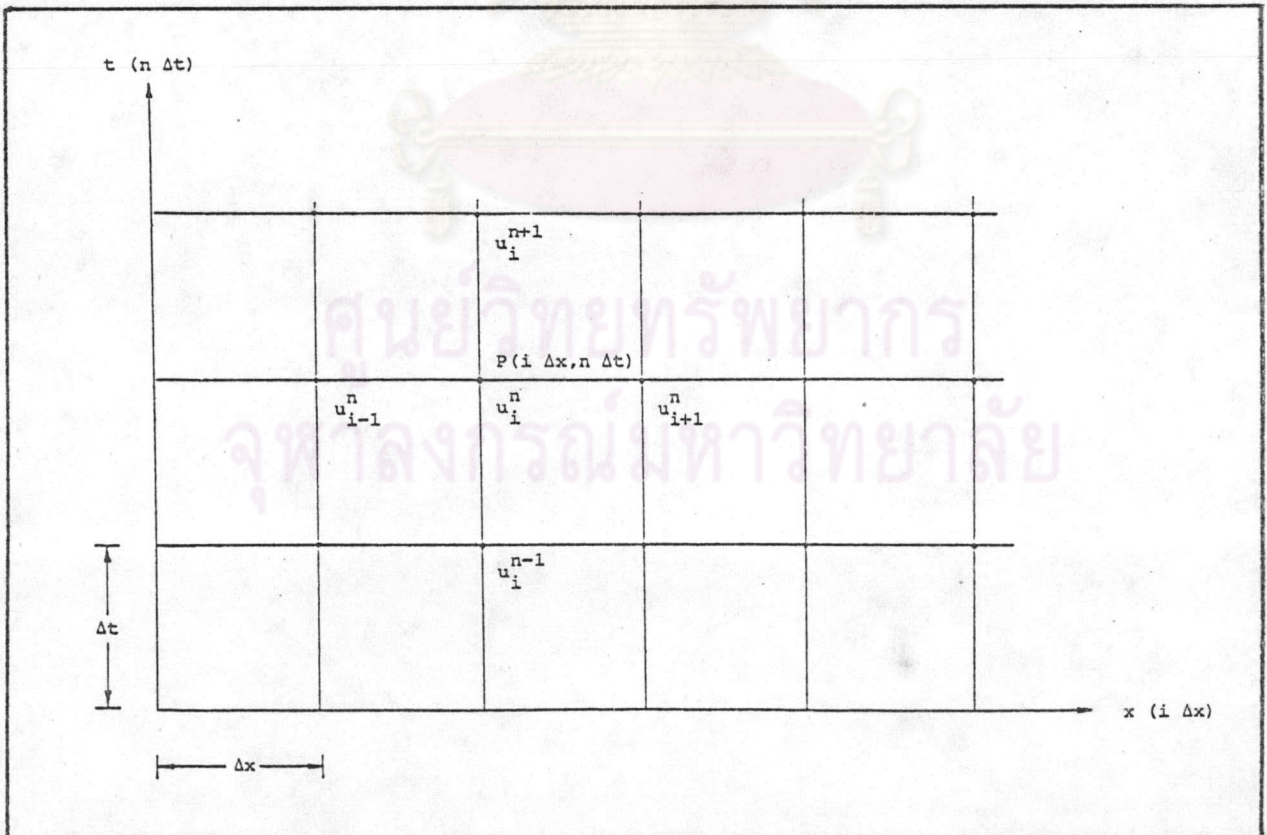 t (n Δt)
u_i^{n+1}
ศูนย์วิทยทรัพยากร
P(i Δx,n Δt)
u_{i-1}^n u_i^n u_{i+1}^n
จุฬาลงกรณ์มหาวิทยาลัย
u_i^{n-1}
Δt
x (i Δx)
Δx